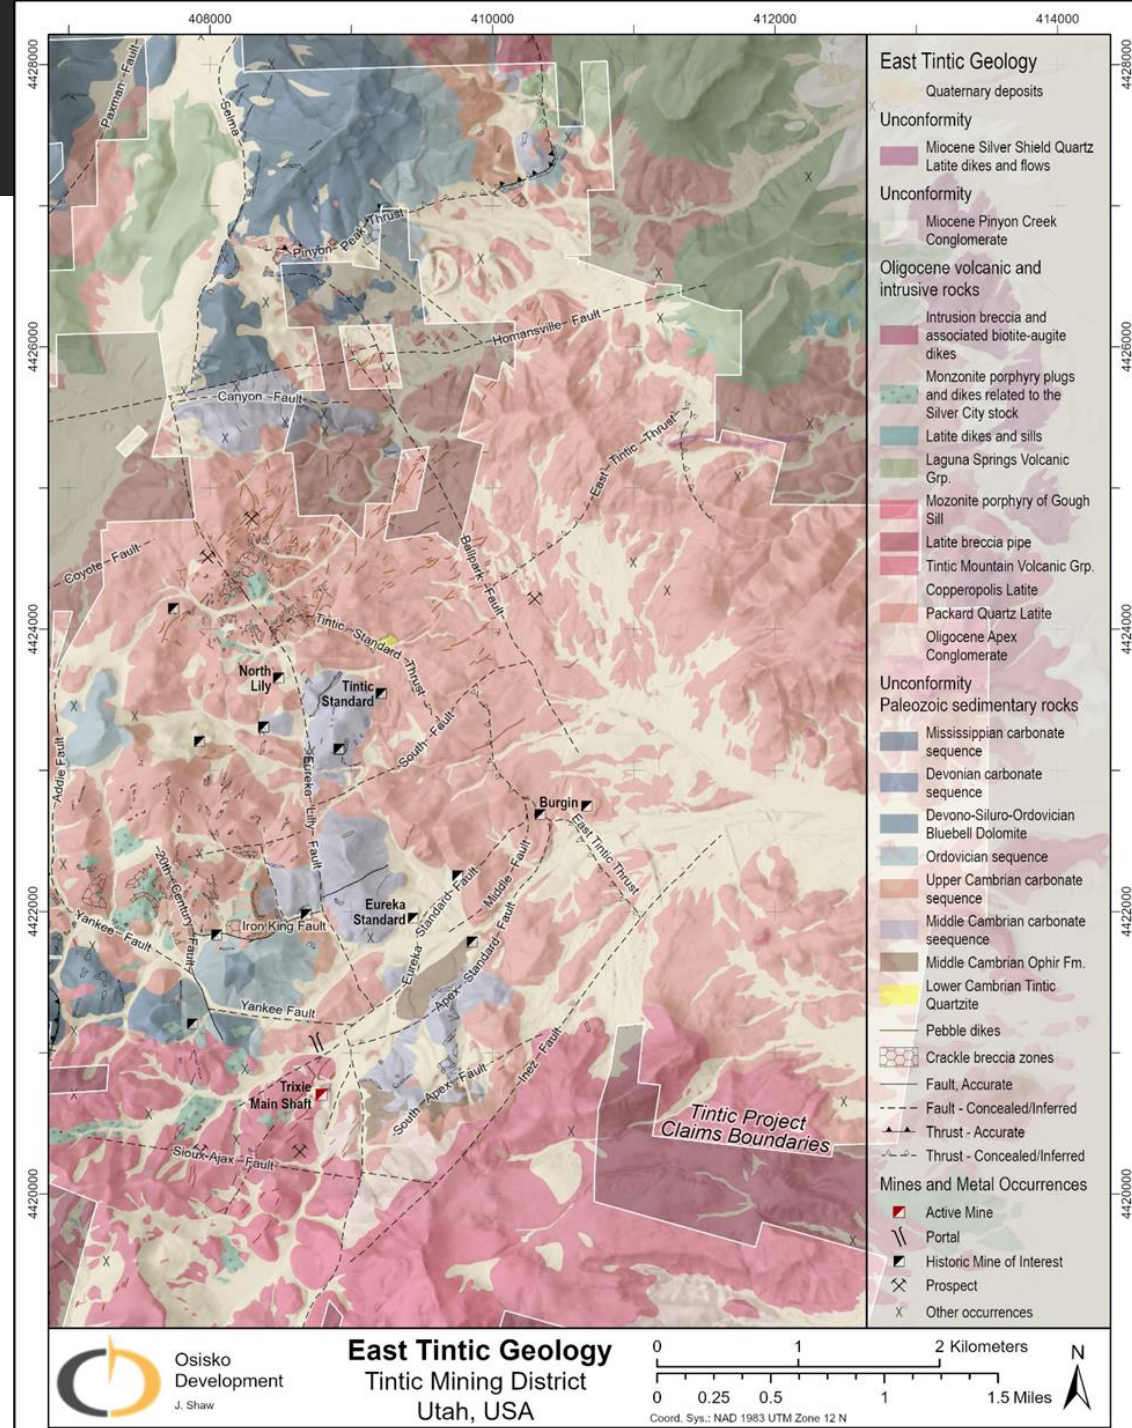 408000
410000
412000
414000
4428000
4428000
4426000
4426000
4424000
4424000
4422000
4422000
4420000
4420000
Paxman Fault
Selma
Pinyon Peak Thrust
Homansville Fault
Canyon Fault
East Tintic Thrust
Coyote Fault
Ballpark Fault
Tintic Standard Thrust
North
Lily
Tintic
Standard
South Fault
Addie Fault
Eureka Lilly Fault
Burgin
East Tintic Thrust
20th Century Fault
Middle Fault
Eureka
Standard
Eureka Standard Fault
Iron King Fault
Yankee Fault
Apex Standard Fault
Yankee Fault
Inez Fault
South Apex Fault
Trixie
Main Shaft
Sioux-Ajax Fault
Tintic Project
Claims Boundaries
East Tintic Geology
Quaternary deposits
Unconformity
Miocene Silver Shield Quartz
Latite dikes and flows
Unconformity
Miocene Pinyon Creek
Conglomerate
Oligocene volcanic and
intrusive rocks
Intrusion breccia and
associated biotite-augite
dikes
Monzonite porphyry plugs
and dikes related to the
Silver City stock
Latite dikes and sills
Laguna Springs Volcanic
Grp.
Mozonite porphyry of Gough
Sill
Latite breccia pipe
Tintic Mountain Volcanic Grp.
Copperopolis Latite
Packard Quartz Latite
Oligocene Apex
Conglomerate
Unconformity
Paleozoic sedimentary rocks
Mississippian carbonate
sequence
Devonian carbonate
sequence
Devono-Siluro-Ordovician
Bluebell Dolomite
Ordovician sequence
Upper Cambrian carbonate
sequence
Middle Cambrian carbonate
seequence
Middle Cambrian Ophir Fm.
Lower Cambrian Tintic
Quartzite
Pebble dikes
Crackle breccia zones
Fault, Accurate
Fault - Concealed/Inferred
Thrust - Accurate
Thrust - Concealed/Inferred
Mines and Metal Occurrences
Active Mine
Portal
Historic Mine of Interest
Prospect
Other occurrences
Osisko
Development
J. Shaw
East Tintic Geology
Tintic Mining District
Utah, USA
0 1 2 Kilometers
0 0.25 0.5 1 1.5 Miles
Coord. Sys.: NAD 1983 UTM Zone 12 N
N